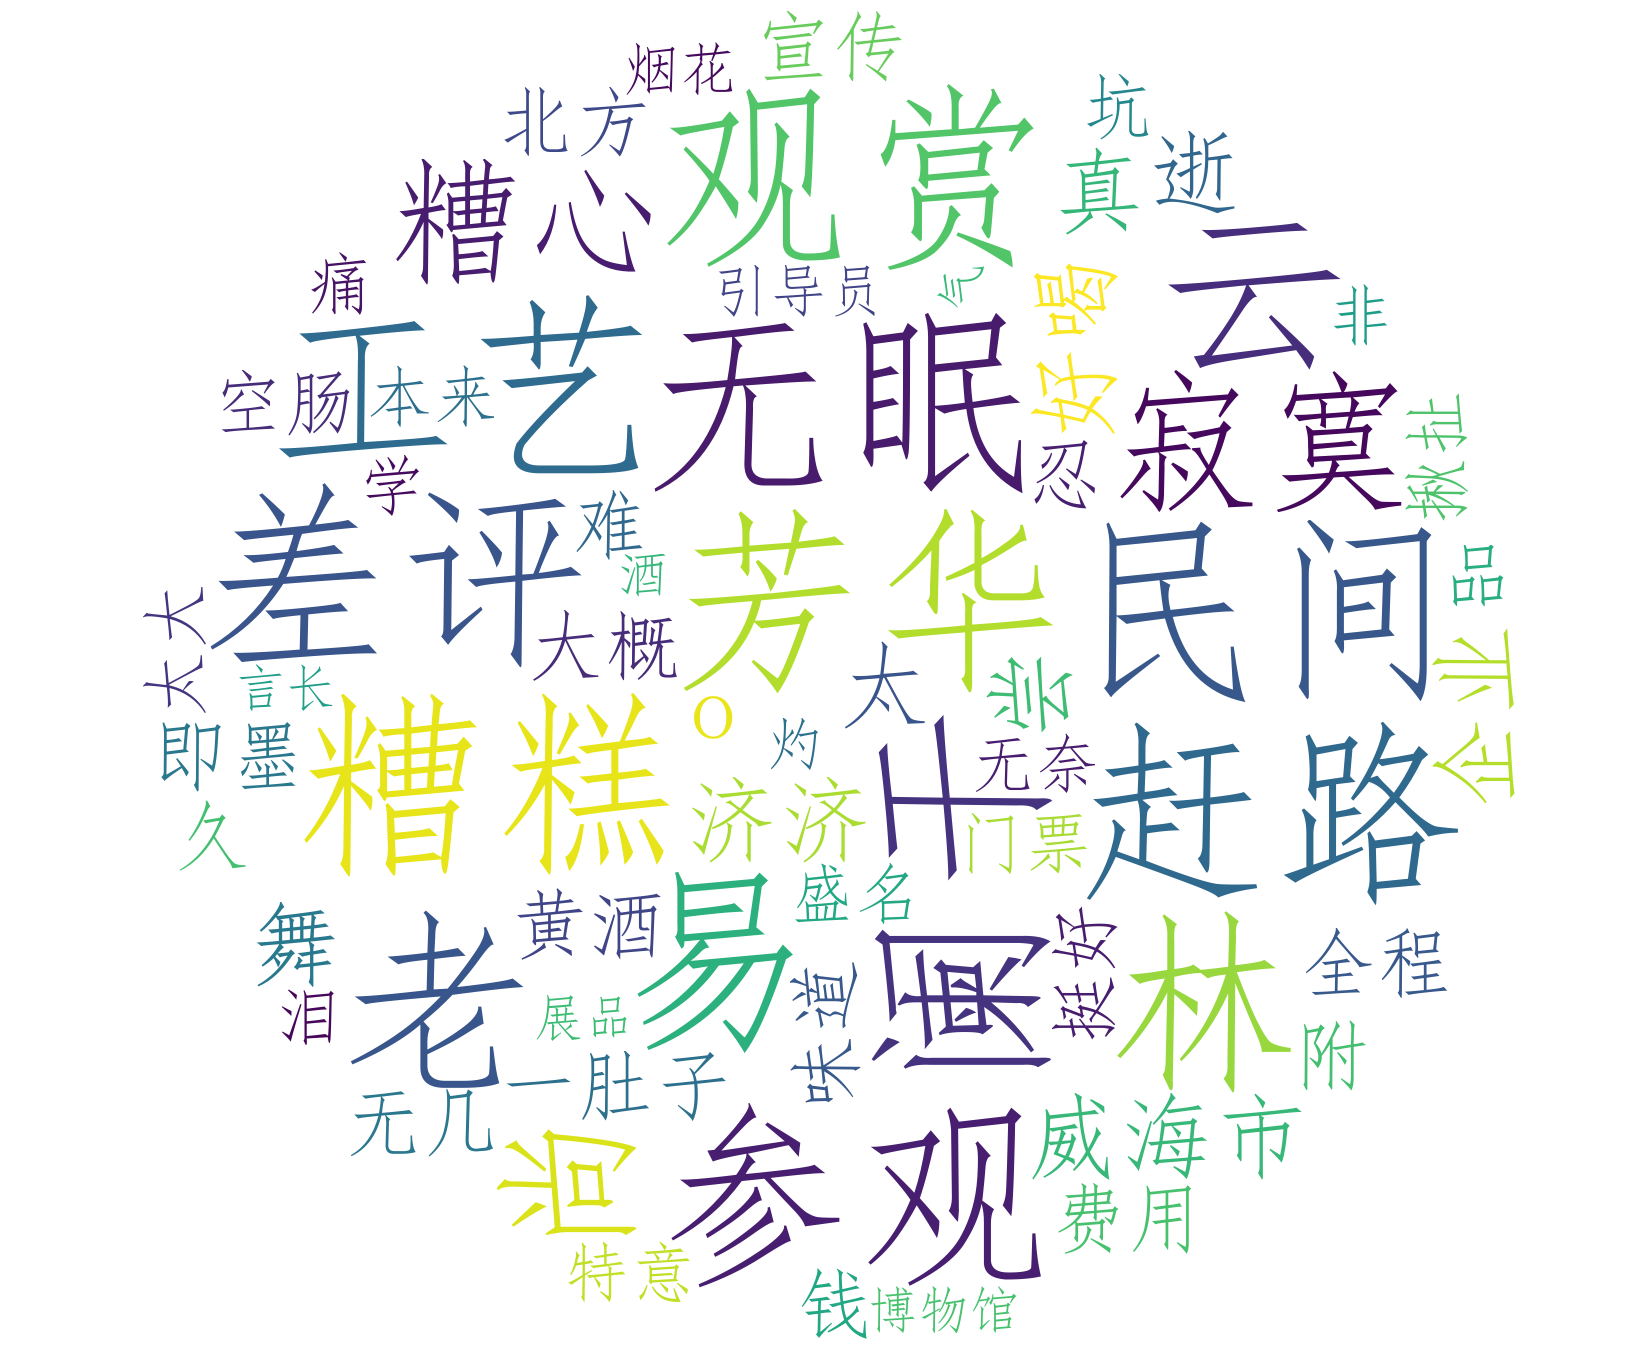 宣传
烟花
北方
坑
观赏
真
逝
糟心
云
痛
引导员
气
好喝
非
工艺
无眠
寂寞
空肠
本来
揪扯
学
忍
差评
难
芳华
民间
酒
品
太大
大概
言长
太
尝
企业
即墨
糟糕
。
灼
无奈
干
赶路
久
济济
门票
舞
黄酒
盛名
易
老
阑
挺好
林
全程
泪
展品
味道
附
一肚子
无几
威海市
尚
参观
费用
特意
钱
博物馆